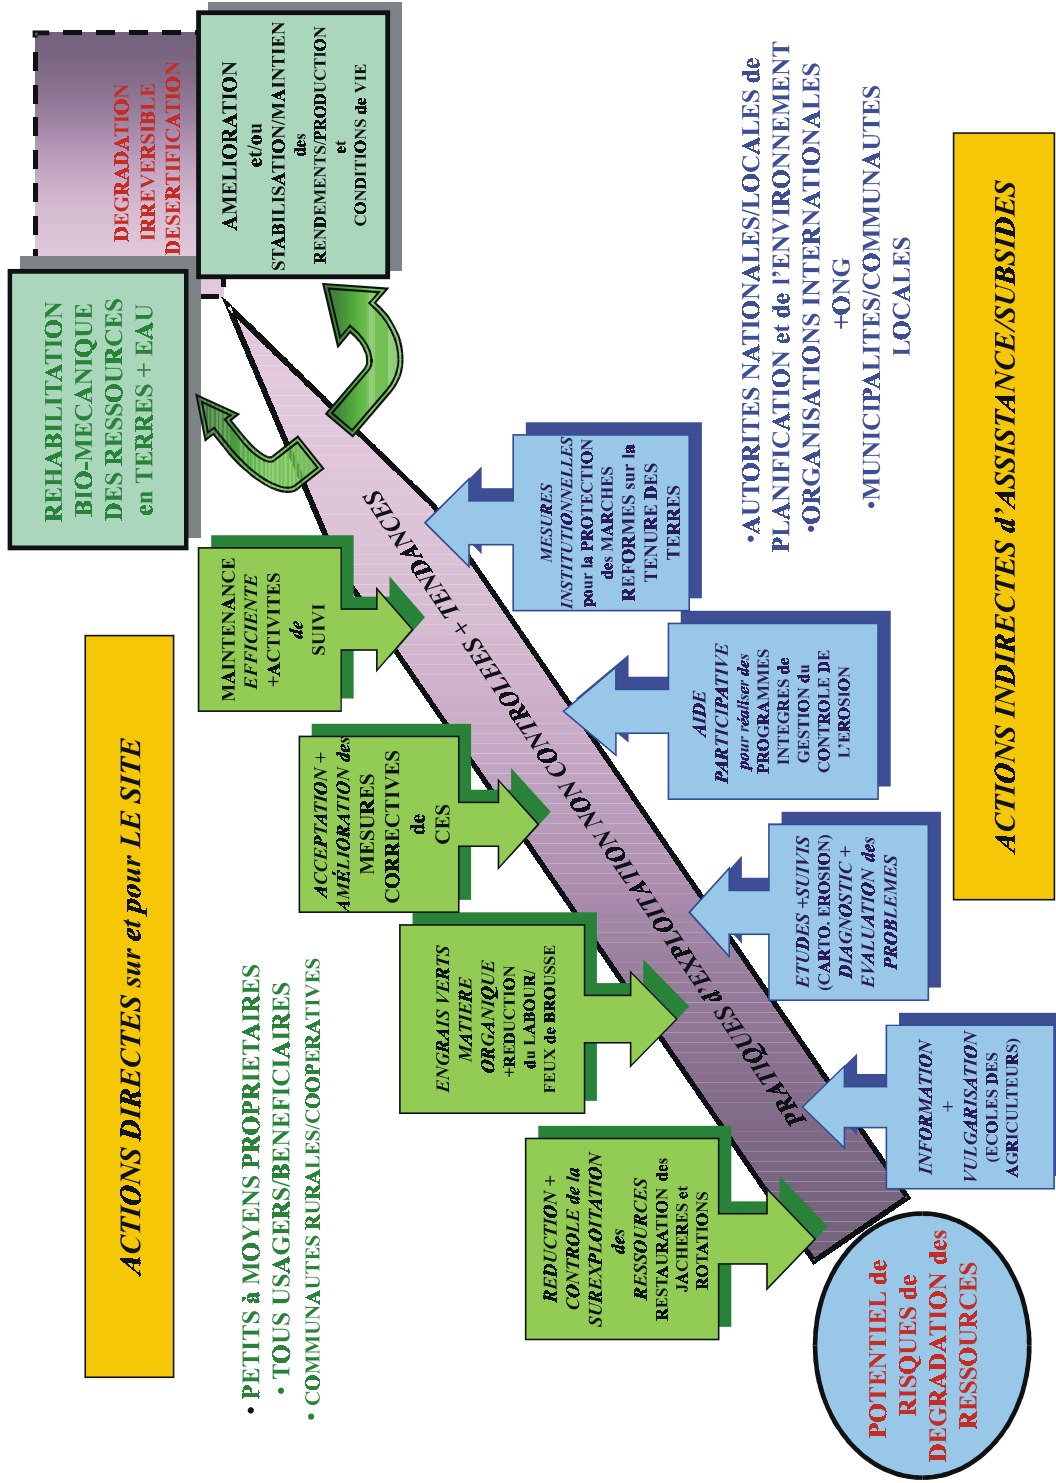 ACTIONS DIRECTES sur et pour LE SITE
• PETITS à MOYENS PROPRIETAIRES
• TOUS USAGERS/BENEFICIAIRES
• COMMUNAUTES RURALES/COOPERATIVES
REHABILITATION
BIO-MECANIQUE
DES RESSOURCES
en TERRES + EAU
DEGRADATION
IRREVERSIBLE
DESERTIFICATION
AMELIORATION
et/ou
STABILISATION/MAINTIEN
des
RENDEMENTS/PRODUCTION
et
CONDITIONS de VIE
MAINTENANCE
EFFICIENTE
+ACTIVITES
de
SUIVI
ACCEPTATION +
AMÉLIORATION des
MESURES
CORRECTIVES
de
CES
ENGRAIS VERTS
MATIERE
ORGANIQUE
+REDUCTION
du LABOUR/
FEUX de BROUSSE
REDUCTION +
CONTROLE de la
SUREXPLOITATION
des
RESSOURCES
RESTAURATION des
JACHERES et
ROTATIONS
PRATIQUES d'EXPLOITATION NON CONTROLEES + TENDANCES
POTENTIEL de
RISQUES de
DEGRADATION des
RESSOURCES
INFORMATION
+
VULGARISATION
(ECOLES DES
AGRICULTEURS)
ETUDES +SUIVIS
(CARTO. EROSION)
DIAGNOSTIC +
EVALUATION des
PROBLEMES
AIDE
PARTICIPATIVE
pour réaliser des
PROGRAMMES
INTEGRES de
GESTION du
CONTROLE DE
L'EROSION
MESURES
INSTITUTIONNELLES
pour la PROTECTION
des MARCHES
REFORMES sur la
TENURE DES
TERRES
•AUTORITES NATIONALES/LOCALES de
PLANIFICATION et de l'ENVIRONNEMENT
•ORGANISATIONS INTERNATIONALES
+ONG
•MUNICIPALITES/COMMUNAUTES
LOCALES
ACTIONS INDIRECTES d'ASSISTANCE/SUBSIDES